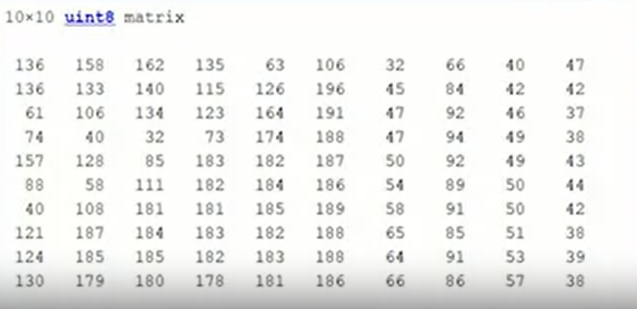 10×10 uint8 matrix
136 158 162 135 63 106 32 66 40 47
136 133 140 115 126 196 45 84 42 42
61 106 134 123 164 191 47 92 46 37
74 40 32 73 174 188 47 94 49 38
157 128 85 183 182 187 50 92 49 43
88 58 111 182 184 186 54 89 50 44
40 108 181 181 185 189 58 91 50 42
121 187 184 183 182 188 65 85 51 38
124 185 185 182 183 188 64 91 53 39
130 179 180 178 181 186 66 86 57 38